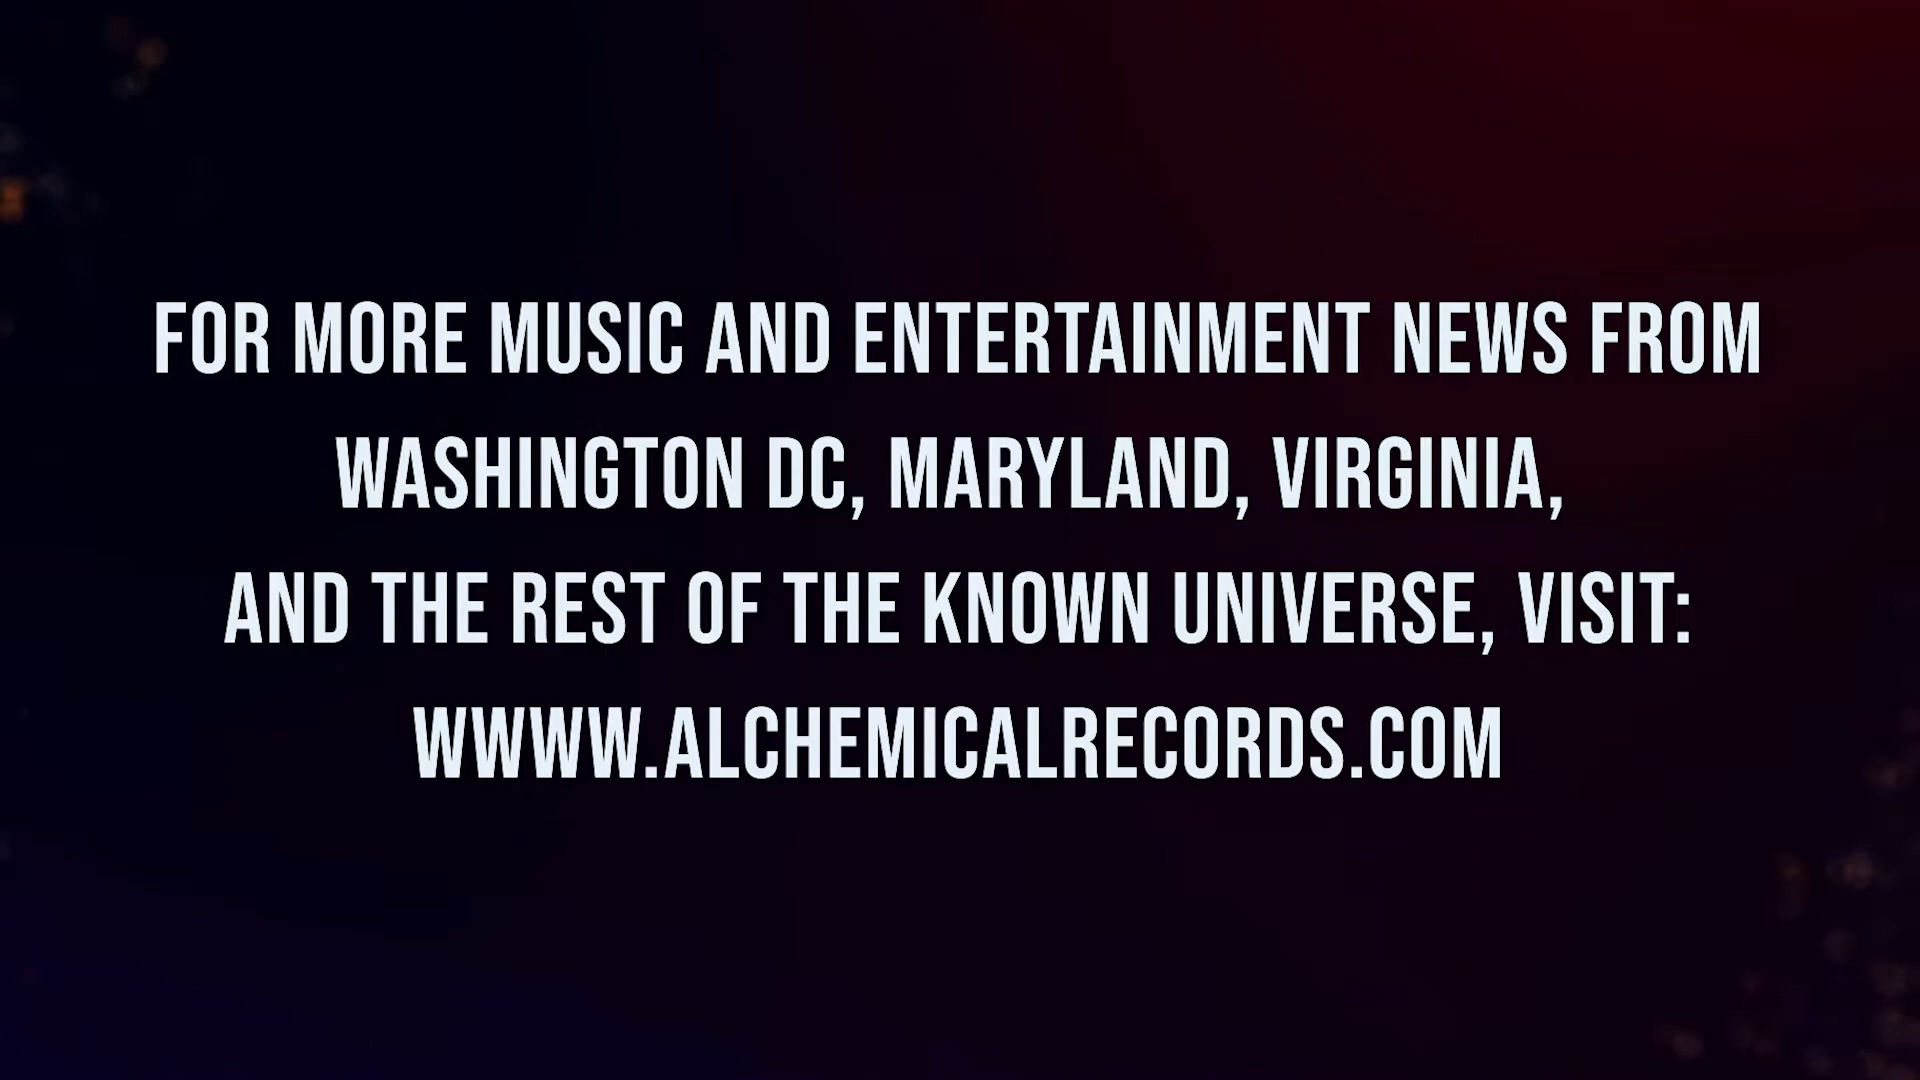 FOR MORE MUSIC AND ENTERTAINMENT NEWS FROM
WASHINGTON DC, MARYLAND, VIRGINIA,
AND THE REST OF THE KNOWN UNIVERSE, VISIT:
WWWW.ALCHEMICALRECORDS.COM